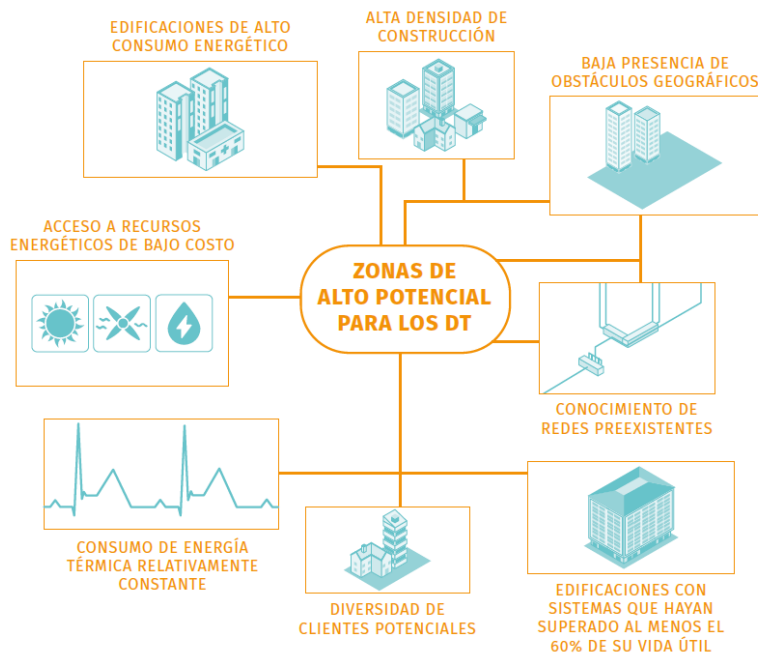 EDIFICACIONES DE ALTO
CONSUMO ENERGÉTICO
ALTA DENSIDAD DE
CONSTRUCCIÓN
BAJA PRESENCIA DE
OBSTÁCULOS GEOGRÁFICOS
ACCESO A RECURSOS
ENERGÉTICOS DE BAJO COSTO
ZONAS DE
ALTO POTENCIAL
PARA LOS DT
CONOCIMIENTO DE
REDES PREEXISTENTES
CONSUMO DE ENERGÍA
TÉRMICA RELATIVAMENTE
CONSTANTE
DIVERSIDAD DE
CLIENTES POTENCIALES
EDIFICACIONES CON
SISTEMAS QUE HAYAN
SUPERADO AL MENOS EL
60% DE SU VIDA ÚTIL